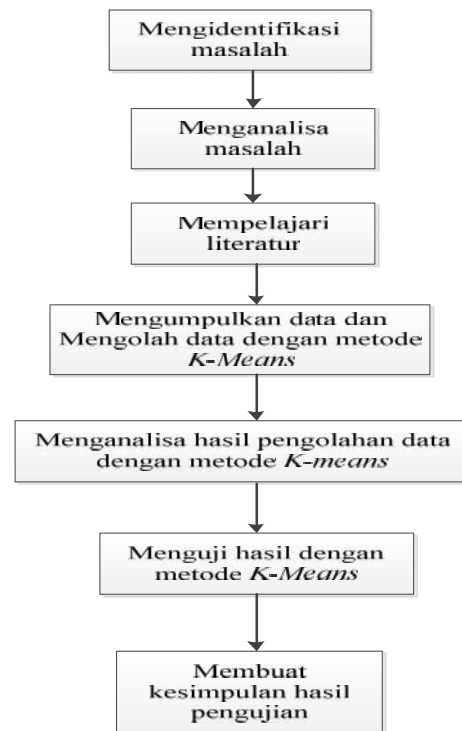 Mengidentifikasi
masalah
Menganalisa
masalah
Mempelajari
literatur
Mengumpulkan data dan
Mengolah data dengan metode
K-Means
Menganalisa hasil pengolahan data
dengan metode K-means
Menguji hasil dengan
metode K-Means
Membuat
kesimpulan hasil
pengujian